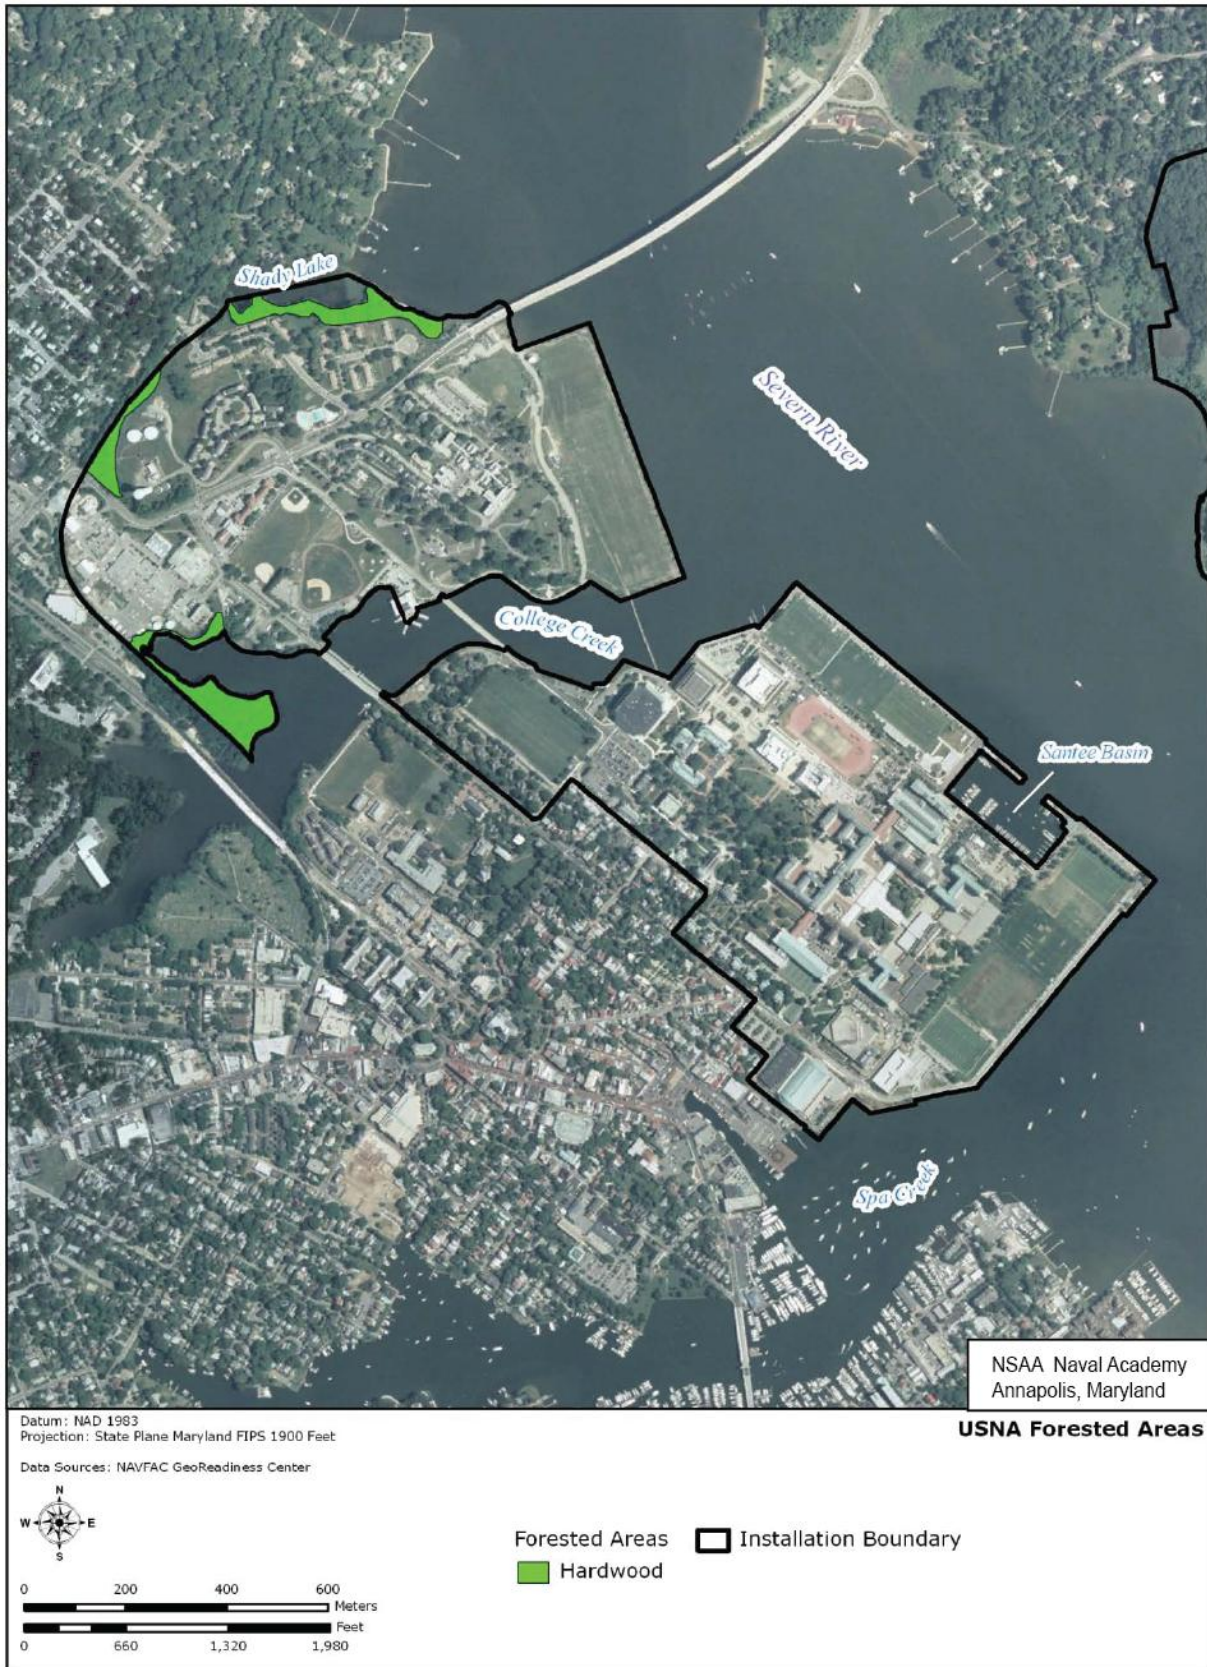 Shady Lake
Severn River
College Creek
Santee Basin
Spa Creek
NSAA Naval Academy
Annapolis, Maryland
USNA Forested Areas
Datum: NAD 1983
Projection: State Plane Maryland FIPS 1900 Feet
Data Sources: NAVFAC GeoReadiness Center
N
W E
S
Forested Areas
Installation Boundary
Hardwood
0 200 400 600
Meters
Feet
0 660 1,320 1,980